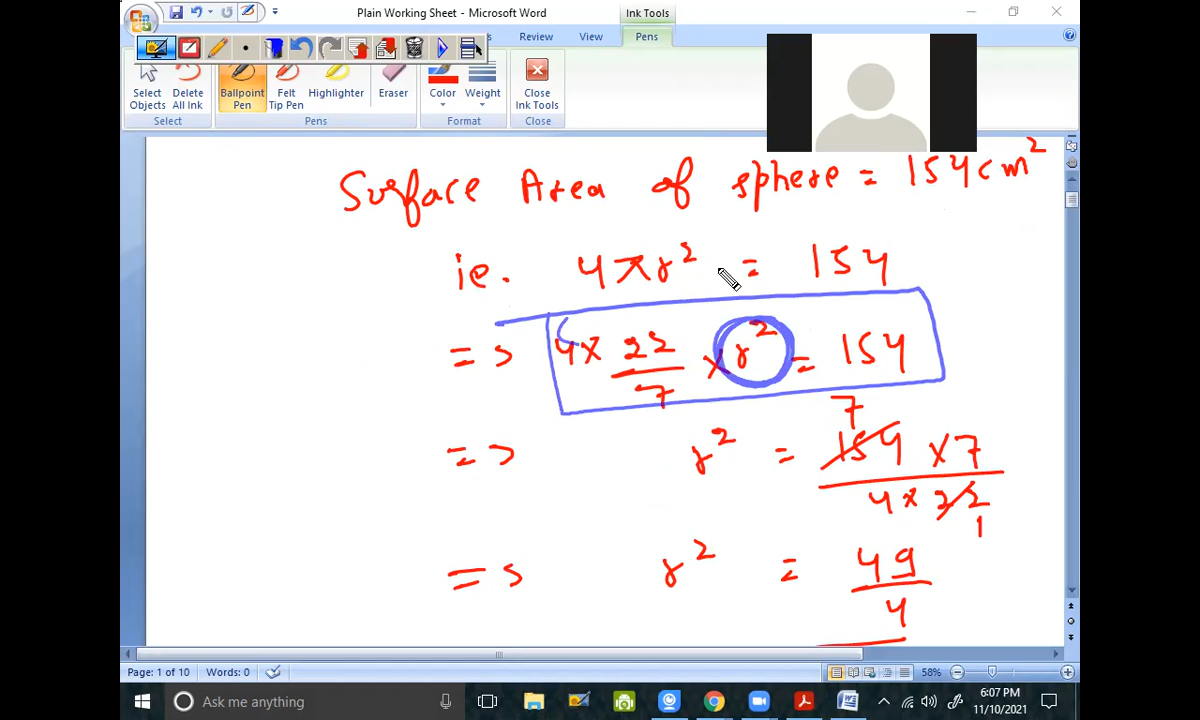 Plain Working Sheet - Microsoft Word
Ink Tools
Review View Pens
Select Objects
Delete All Ink
Ballpoint Pen
Felt Tip Pen
Highlighter
Eraser
Color
Weight
Close Ink Tools
Select Pens Format Close
Surface Area of sphere = 154 cm²
ie. 4πr² = 154
=> 4 × 22/7 × r² = 154
7
=> r² = 154 × 7 / 4 × 22
1
=> r² = 49/4
Page: 1 of 10 Words: 0 58%
Ask me anything
6:07 PM
11/10/2021